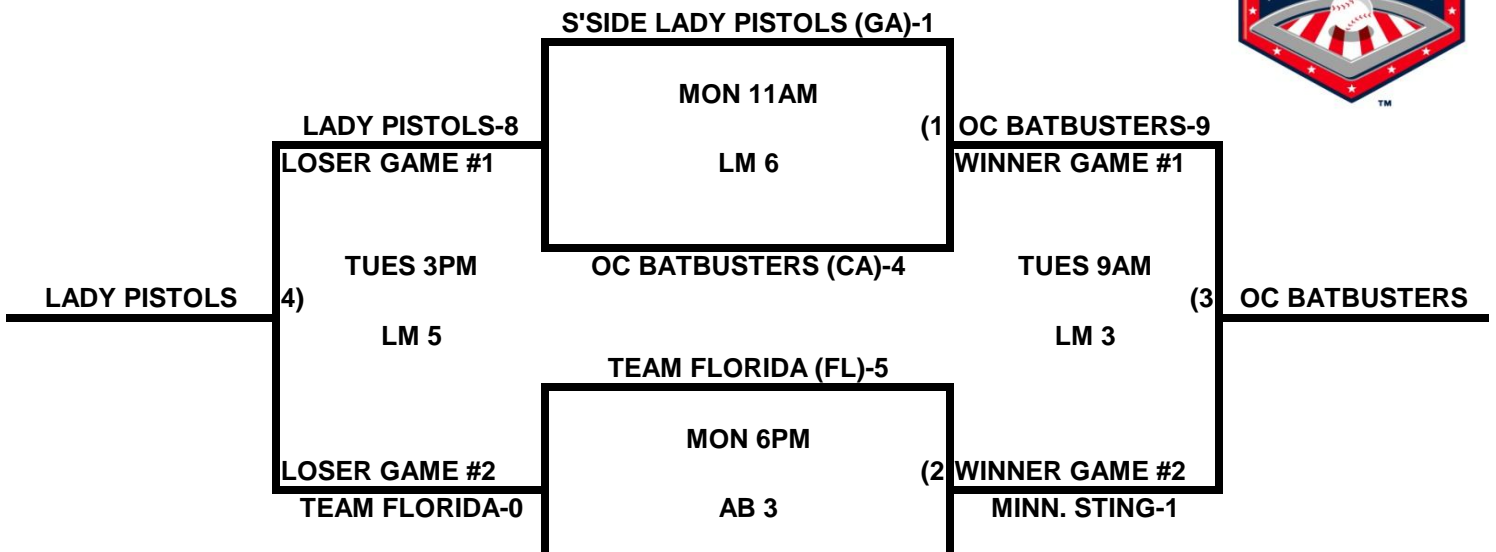 S'SIDE LADY PISTOLS (GA)-1
MON 11AM
LADY PISTOLS-8
(1
OC BATBUSTERS-9
LOSER GAME #1
LM 6
WINNER GAME #1
TUES 3PM
OC BATBUSTERS (CA)-4
TUES 9AM
LADY PISTOLS
4)
(3
OC BATBUSTERS
LM 5
LM 3
TEAM FLORIDA (FL)-5
MON 6PM
LOSER GAME #2
(2
WINNER GAME #2
TEAM FLORIDA-0
AB 3
MINN. STING-1
TM